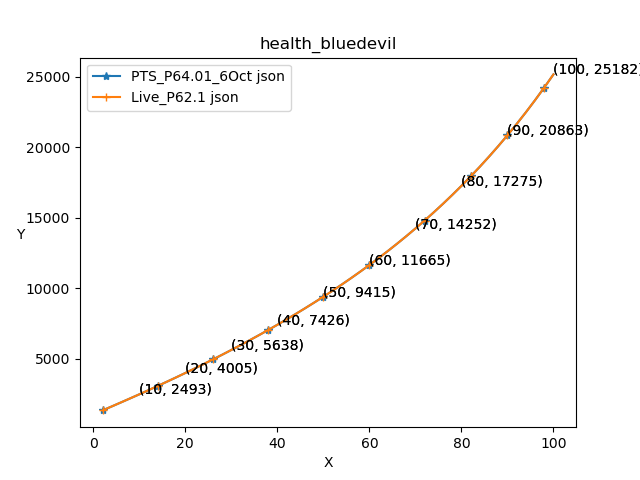 health_bluedevil
PTS_P64.01_6Oct json
Live_P62.1 json
Y
25000
20000
15000
10000
5000
(100, 25182)
(90, 20863)
(80, 17275)
(70, 14252)
(60, 11665)
(50, 9415)
(40, 7426)
(30, 5638)
(20, 4005)
(10, 2493)
0 20 40 60 80 100
X